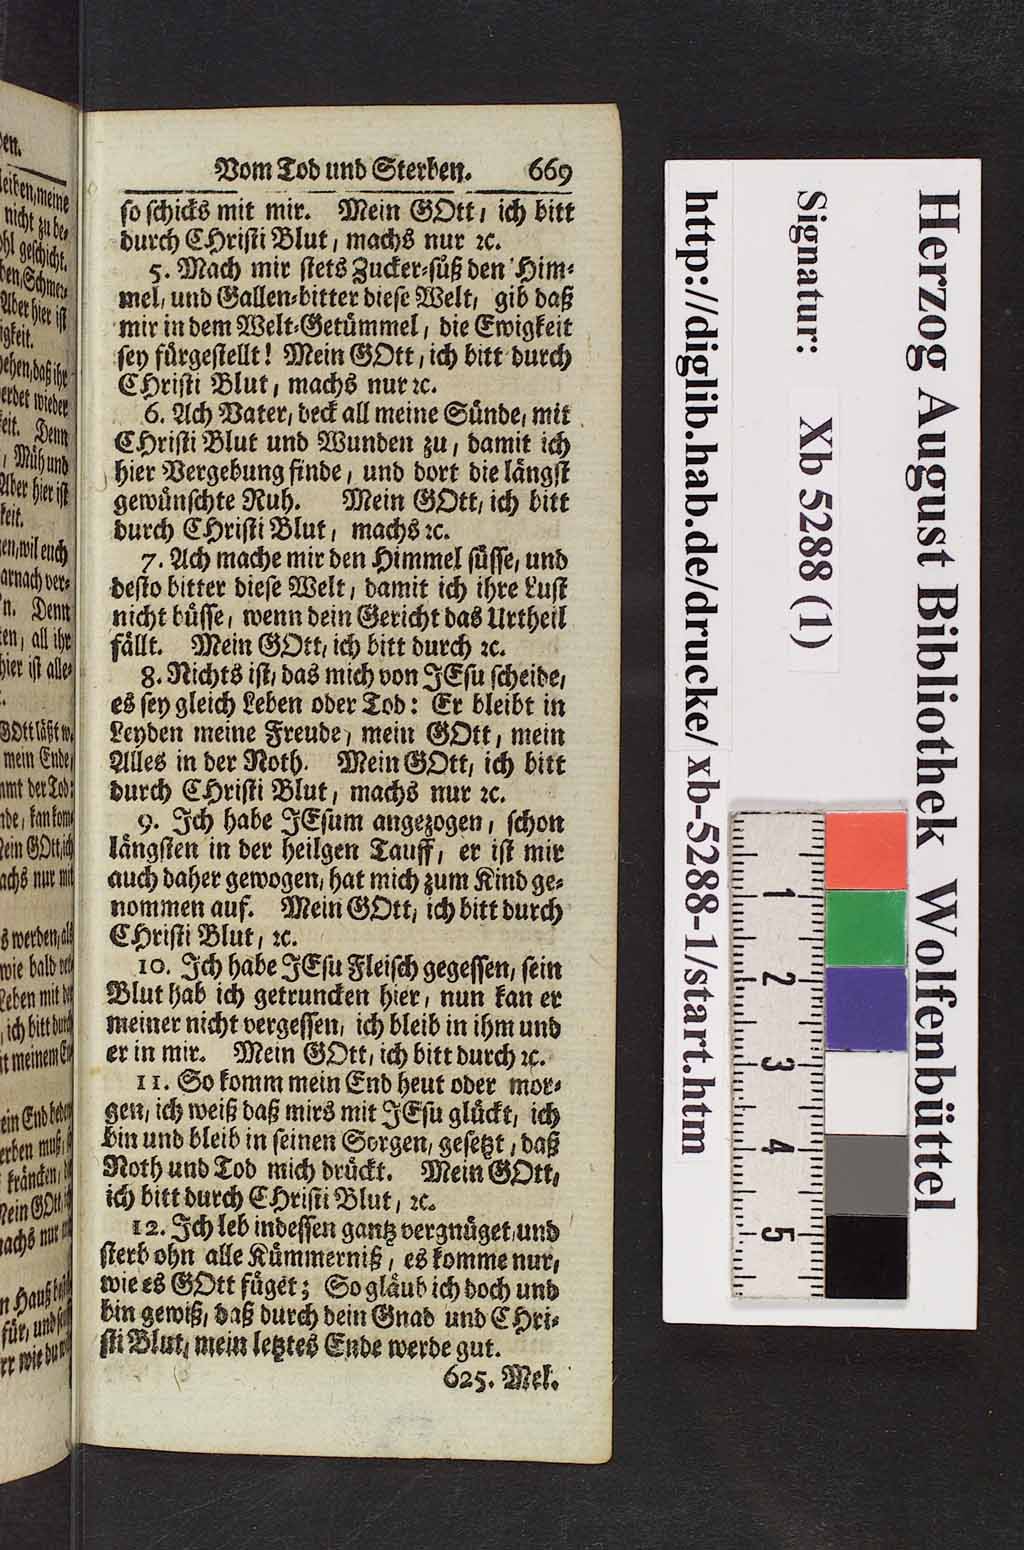 Vom Tod und Sterben. 669
so schicks mit mir. Mein GOtt, ich bitt
durch CHristi Blut, machs nur ꝛc.
5. Mach mir stets Zucker-süß den Him-
mel, und Gallen-bitter diese Welt, gib daß
mir in dem Welt-Getümmel, die Ewigkeit
sey fürgestellt! Mein GOtt, ich bitt durch
CHristi Blut, machs nur ꝛc.
6. Ach Vater, deck all meine Sünde, mit
CHristi Blut und Wunden zu, damit ich
hier Vergebung finde, und dort die längst
gewünschte Ruh. Mein GOtt, ich bitt
durch CHristi Blut, machs ꝛc.
7. Ach mache mir den Himmel süsse, und
desto bitter diese Welt, damit ich ihre Lust
nicht büsse, wenn dein Gericht das Urtheil
fällt. Mein GOtt, ich bitt durch ꝛc.
8. Nichts ist, das mich von JEsu scheide,
es sey gleich Leben oder Tod: Er bleibt in
Leyden meine Freude, mein GOtt, mein
Alles in der Noth. Mein GOtt, ich bitt
durch CHristi Blut, machs nur ꝛc.
9. Ich habe JEsum angezogen, schon
längsten in der heilgen Tauff, er ist mir
auch daher gewogen, hat mich zum Kind ge-
nommen auf. Mein GOtt, ich bitt durch
CHristi Blut, ꝛc.
10. Ich habe JEsu Fleisch gegessen, sein
Blut hab ich getruncken hier, nun kan er
meiner nicht vergessen, ich bleib in ihm und
er in mir. Mein GOtt, ich bitt durch ꝛc.
11. So komm mein End heut oder mor-
gen, ich weiß daß mirs mit JEsu glückt, ich
bin und bleib in seinen Sorgen, gesetzt, daß
Noth und Tod mich drückt. Mein GOtt,
ich bitt durch CHristi Blut, ꝛc.
12. Ich leb indessen gantz vergnüget, und
sterb ohn alle Kümmerniß, es komme nur,
wie es GOtt füget; So gläub ich doch und
bin gewiß, daß durch dein Gnad und CHri-
sti Blut, mein letztes Ende werde gut.
625. Mel.
Herzog August Bibliothek Wolfenbüttel
Signatur: Xb 5288 (1)
http://diglib.hab.de/drucke/ xb-5288-1/start.htm
1
2
3
4
5